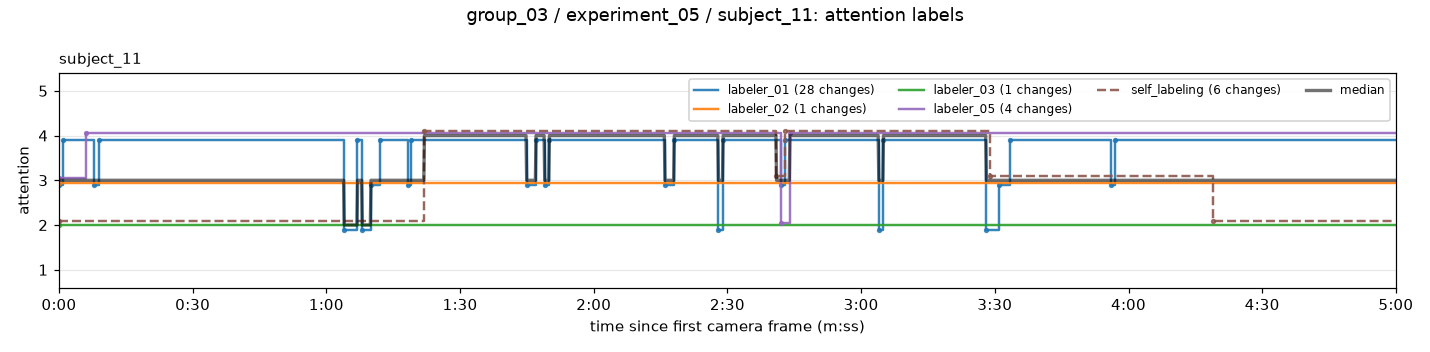 group_03 / experiment_05 / subject_11: attention labels
subject_11
labeler_01 (28 changes)
labeler_02 (1 changes)
labeler_03 (1 changes)
labeler_05 (4 changes)
self_labeling (6 changes)
median
attention
5
4
3
2
1
0:00 0:30 1:00 1:30 2:00 2:30 3:00 3:30 4:00 4:30 5:00
time since first camera frame (m:ss)